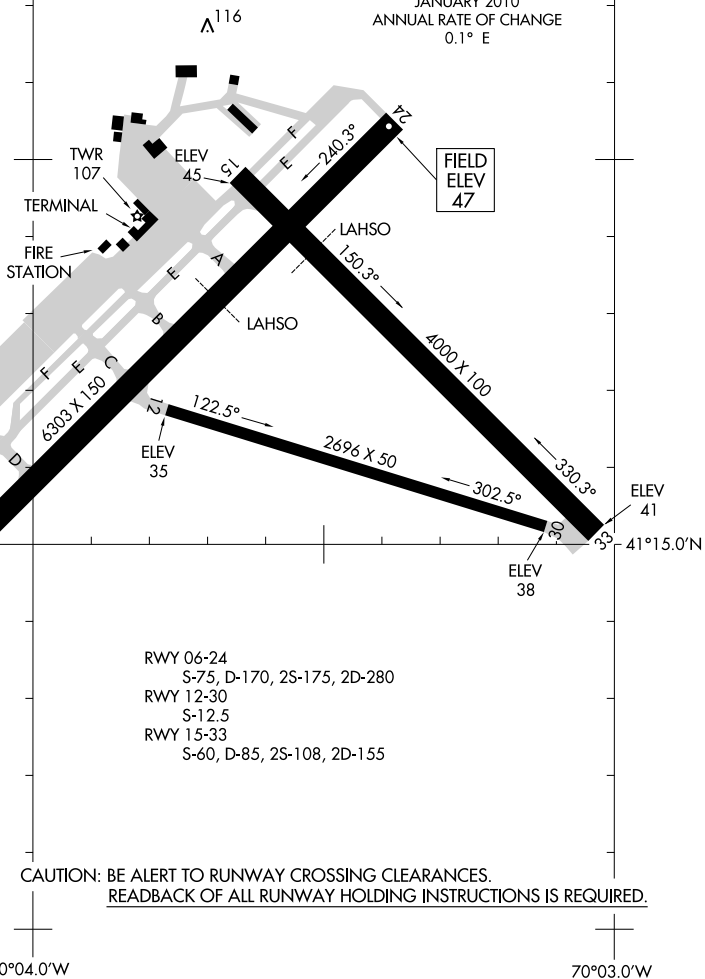 JANUARY 2010
ANNUAL RATE OF CHANGE
0.1° E
116
24
F
E
240.3°
15
TWR
107
ELEV
45
FIELD
ELEV
47
TERMINAL
FIRE
STATION
LAHSO
150.3°
A
E
B
LAHSO
4000 X 100
C
E
F
6303 X 150
D
12
122.5°
2696 X 50
302.5°
330.3°
ELEV
35
30
33
ELEV
41
41°15.0'N
ELEV
38
RWY 06-24
S-75, D-170, 2S-175, 2D-280
RWY 12-30
S-12.5
RWY 15-33
S-60, D-85, 2S-108, 2D-155
CAUTION: BE ALERT TO RUNWAY CROSSING CLEARANCES.
READBACK OF ALL RUNWAY HOLDING INSTRUCTIONS IS REQUIRED.
0°04.0'W
70°03.0'W